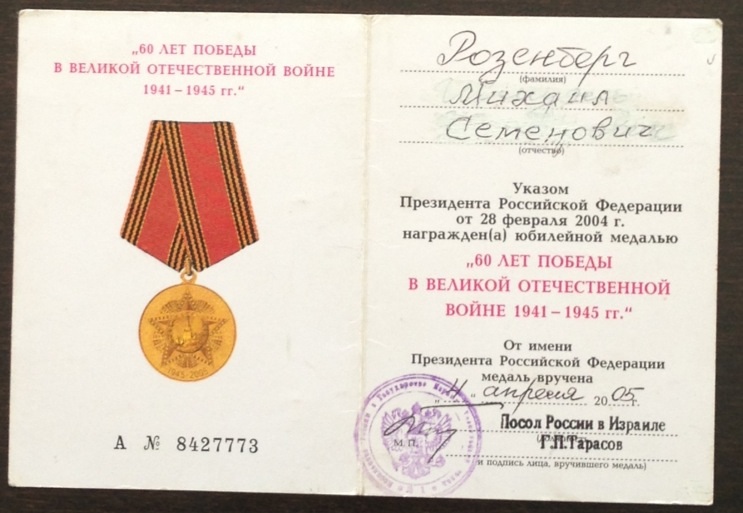 „60 ЛЕТ ПОБЕДЫ
В ВЕЛИКОЙ ОТЕЧЕСТВЕННОЙ ВОЙНЕ
1941 – 1945 гг.“
1945-2005
А № 8427773
Розенберг
(фамилия)
Михаил
Семенович
(отчество)
Указом
Президента Российской Федерации
от 28 февраля 2004 г.
награжден(а) юбилейной медалью
„60 ЛЕТ ПОБЕДЫ
В ВЕЛИКОЙ ОТЕЧЕСТВЕННОЙ
ВОЙНЕ 1941 – 1945 гг.“
От имени
Президента Российской Федерации
медаль вручена
„11“ апреля 2005
Посол России в Израиле
Г.П.Тарасов
М.П.
и подпись лица, вручившего медаль)